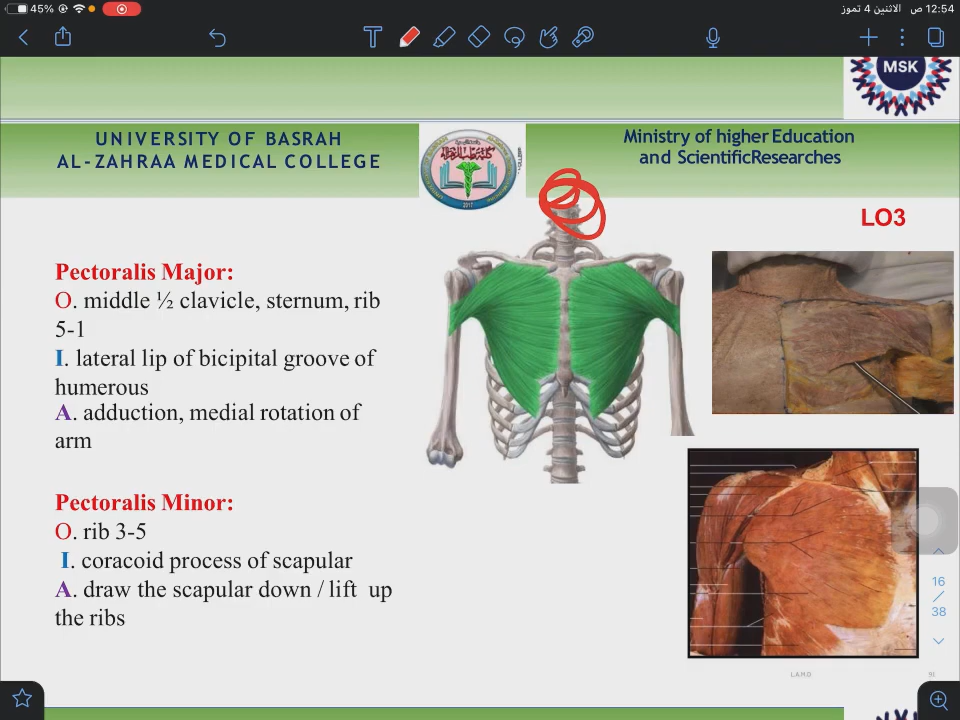 45%
12:54 ص الاثنين 4 تموز
MSK
UNIVERSITY OF BASRAH
AL-ZAHRAA MEDICAL COLLEGE
2017
Ministry of higher Education
and ScientificResearches
LO3
Pectoralis Major:
O. middle ½ clavicle, sternum, rib
5-1
I. lateral lip of bicipital groove of
humerous
A. adduction, medial rotation of
arm
Pectoralis Minor:
O. rib 3-5
I. coracoid process of scapular
A. draw the scapular down / lift up
the ribs
16
/
38